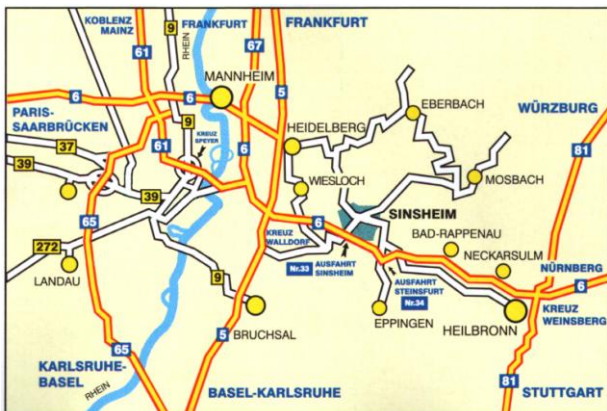 KOBLENZ
MAINZ
9
FRANKFURT
FRANKFURT
61
RHEIN
67
MANNHEIM
5
6
6
EBERBACH
WÜRZBURG
PARIS-
SAARBRÜCKEN
9
HEIDELBERG
37
61
KREUZ
SPEYER
6
81
39
WIESLOCH
MOSBACH
39
SINSHEIM
65
6
BAD-RAPPENAU
KREUZ
WALLDORF
NECKARSULM
272
Nr.33
AUSFAHRT
SINSHEIM
NÜRNBERG
LANDAU
9
AUSFAHRT
STEINSFURT
Nr.34
6
EPPINGEN
KREUZ
WEINSBERG
HEILBRONN
5
BRUCHSAL
65
KARLSRUHE-
BASEL
81
RHEIN
BASEL-KARLSRUHE
STUTTGART